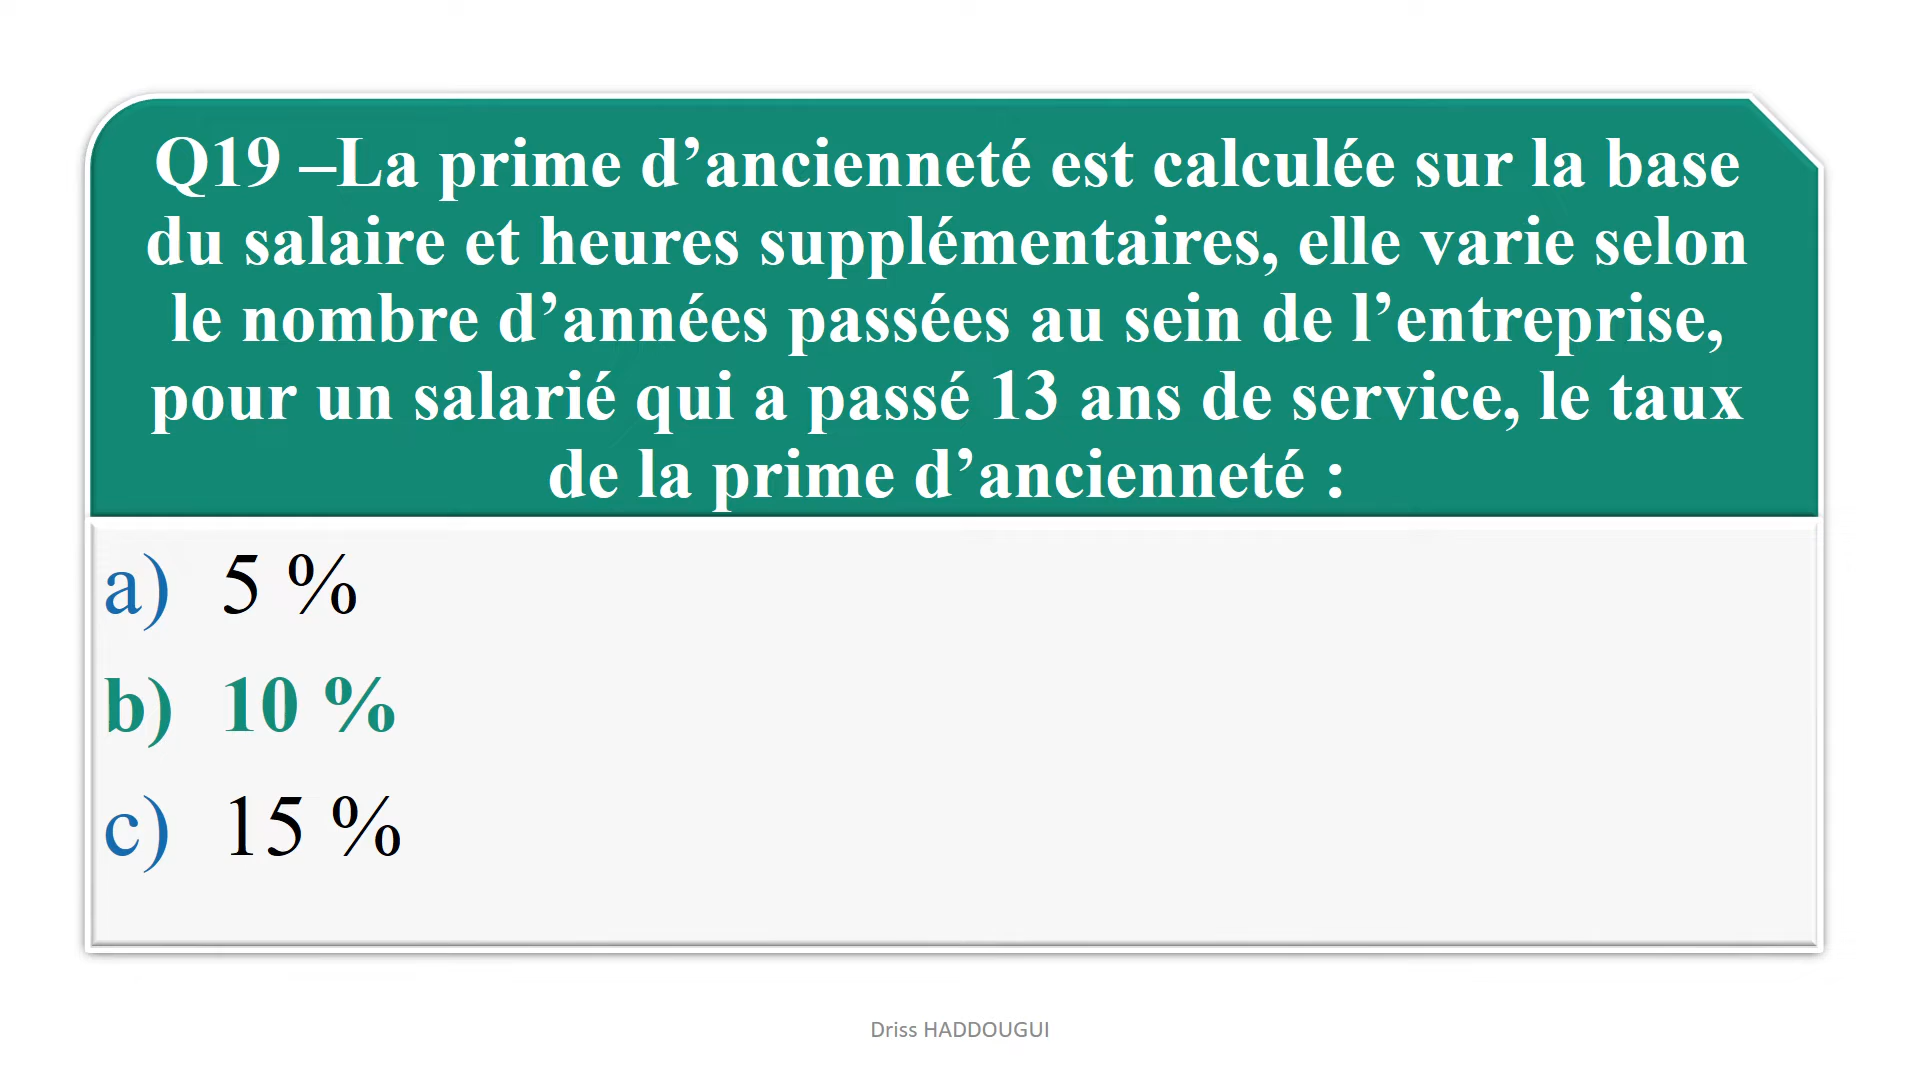 Q19 –La prime d’ancienneté est calculée sur la base
du salaire et heures supplémentaires, elle varie selon
le nombre d’années passées au sein de l’entreprise,
pour un salarié qui a passé 13 ans de service, le taux
de la prime d’ancienneté :
a) 5 %
b) 10 %
c) 15 %
Driss HADDOUGUI